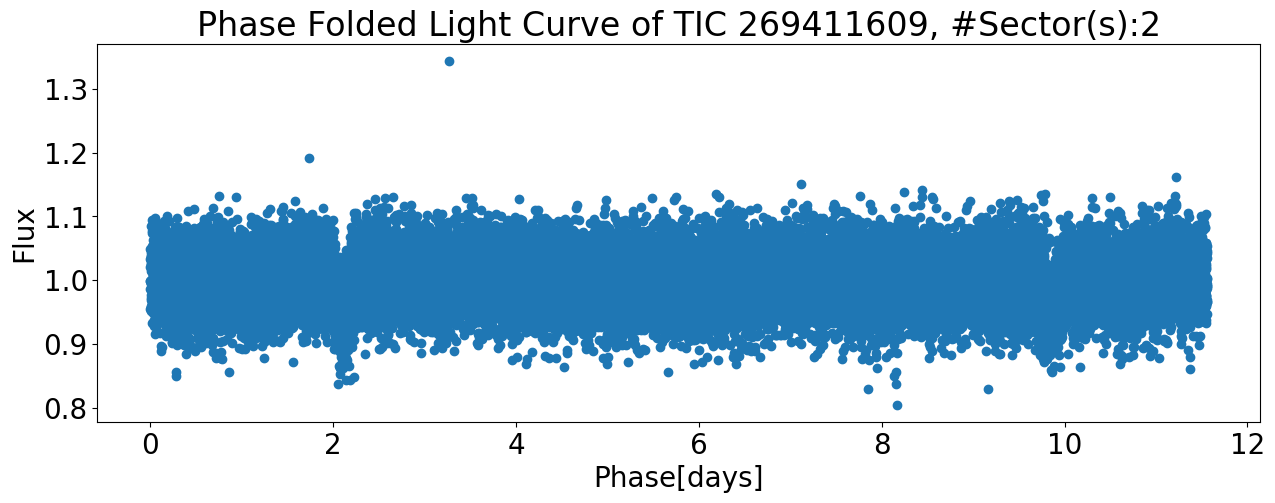 Phase Folded Light Curve of TIC 269411609, #Sector(s):2
Flux
1.3
1.2
1.1
1.0
0.9
0.8
0 2 4 6 8 10 12
Phase[days]